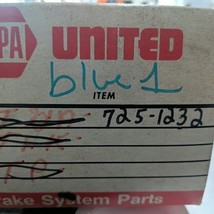 PA UNITED
blue 1
ITEM
725-1232
rake System Parts